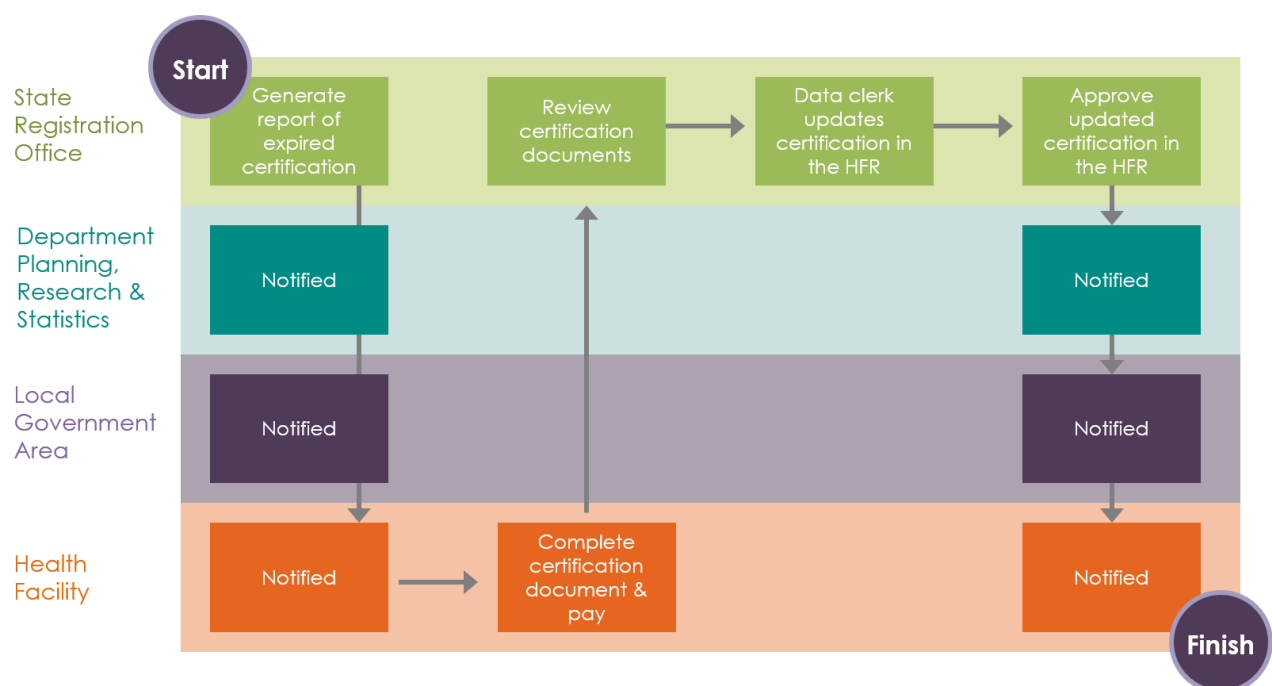 Start
State
Registration
Office
Generate
report of
expired
certification
Review
certification
documents
Data clerk
updates
certification in
the HFR
Approve
updated
certification in
the HFR
Department
Planning,
Research &
Statistics
Notified
Notified
Local
Government
Area
Notified
Notified
Health
Facility
Notified
Complete
certification
document &
pay
Notified
Finish